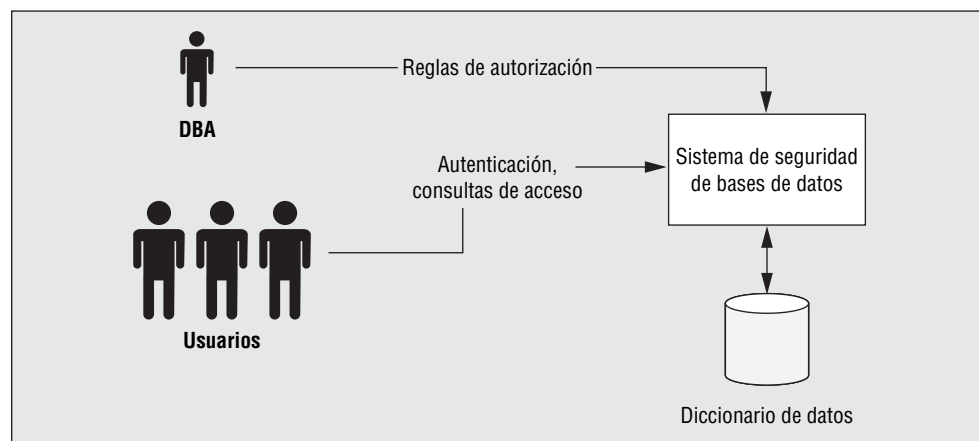 Reglas de autorización
DBA
Sistema de seguridad
de bases de datos
Autenticación,
consultas de acceso
Usuarios
Diccionario de datos